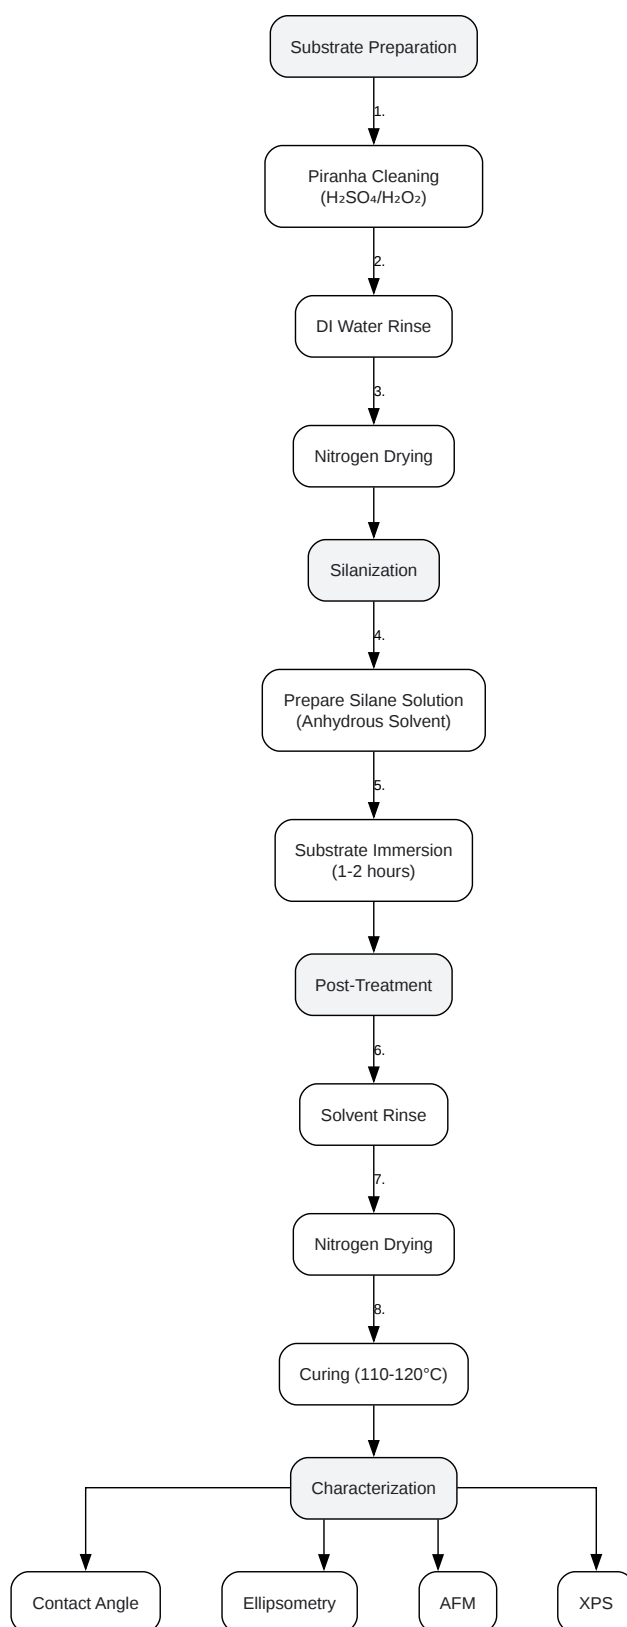 Substrate Preparation
1.
Piranha Cleaning
(H₂SO₄/H₂O₂)
2.
DI Water Rinse
3.
Nitrogen Drying
Silanization
4.
Prepare Silane Solution
(Anhydrous Solvent)
5.
Substrate Immersion
(1-2 hours)
Post-Treatment
6.
Solvent Rinse
7.
Nitrogen Drying
8.
Curing (110-120°C)
Characterization
Contact Angle
Ellipsometry
AFM
XPS